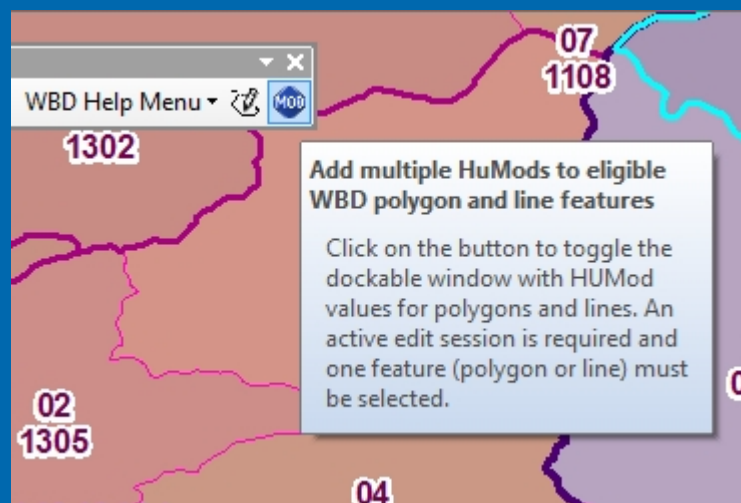 07
1108
WBD Help Menu
MOD
1302
Add multiple HuMods to eligible
WBD polygon and line features
Click on the button to toggle the
dockable window with HUMod
values for polygons and lines. An
active edit session is required and
one feature (polygon or line) must
be selected.
02
1305
04